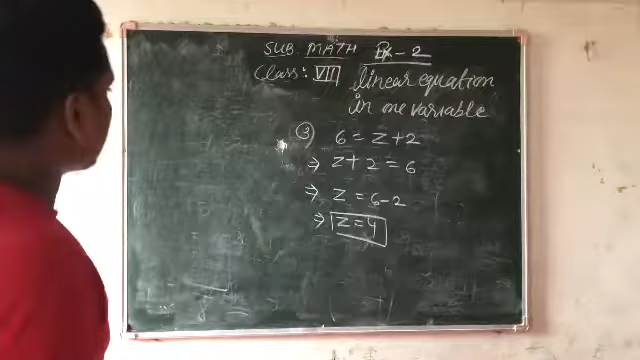 SUB MATH Ex - 2
Class: VII linear equation
in one variable
③ 6 = z + 2
⇒ z + 2 = 6
⇒ z = 6 - 2
⇒ z = 4